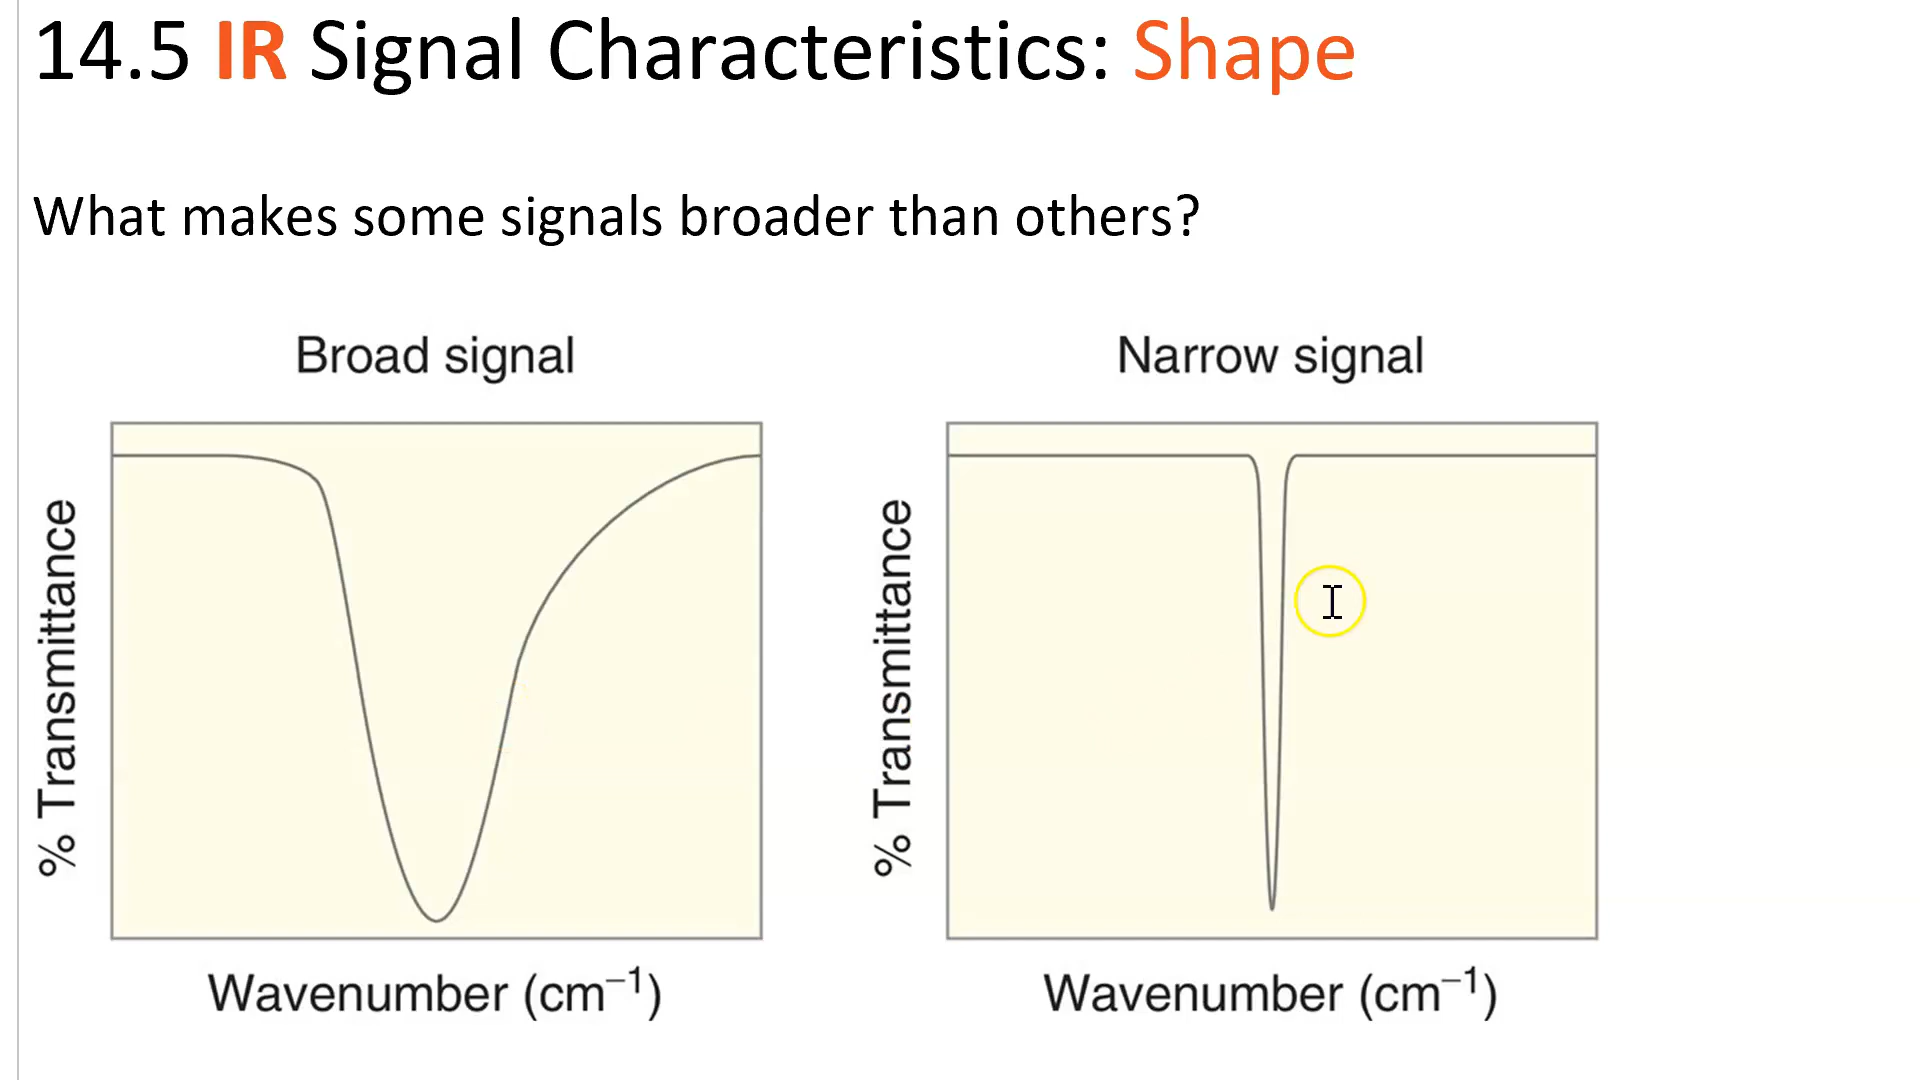 14.5 IR Signal Characteristics: Shape
What makes some signals broader than others?
Broad signal
% Transmittance
Wavenumber (cm⁻¹)
Narrow signal
% Transmittance
Wavenumber (cm⁻¹)